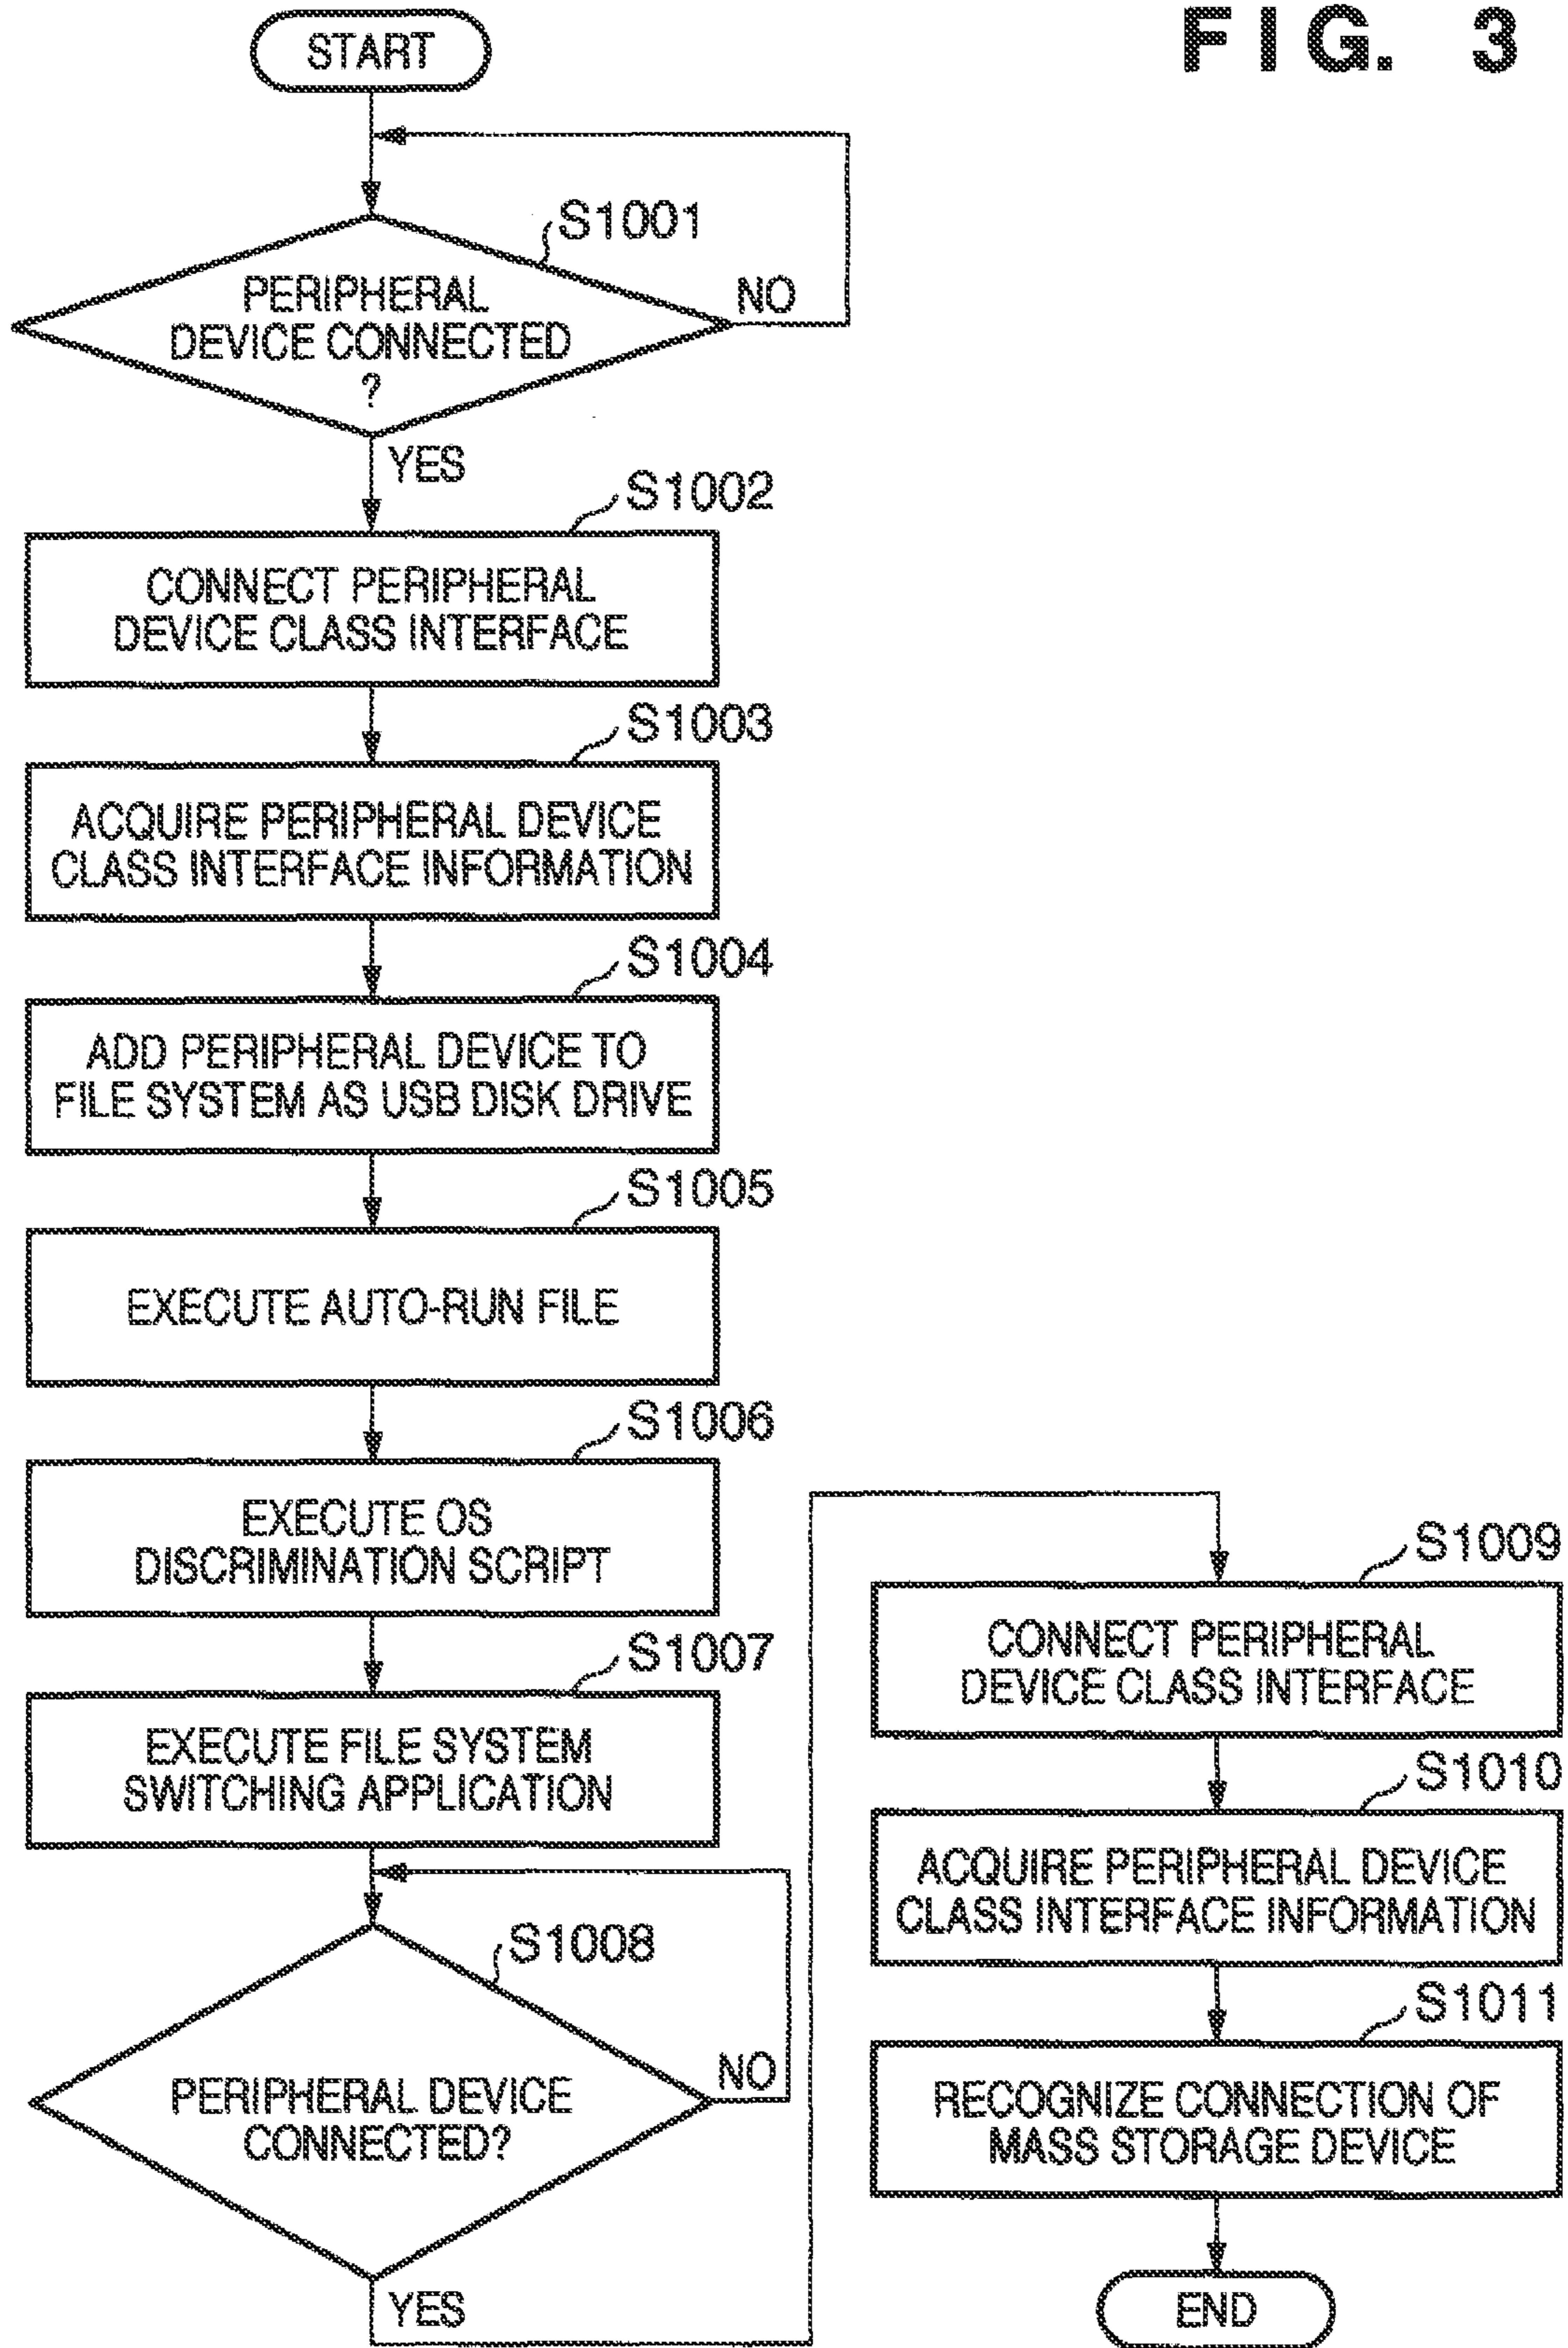 FIG. 3
START
S1001
PERIPHERAL
DEVICE CONNECTED
?
NO
YES
S1002
CONNECT PERIPHERAL
DEVICE CLASS INTERFACE
S1003
ACQUIRE PERIPHERAL DEVICE
CLASS INTERFACE INFORMATION
S1004
ADD PERIPHERAL DEVICE TO
FILE SYSTEM AS USB DISK DRIVE
S1005
EXECUTE AUTO-RUN FILE
S1006
EXECUTE OS
DISCRIMINATION SCRIPT
S1007
EXECUTE FILE SYSTEM
SWITCHING APPLICATION
S1008
PERIPHERAL DEVICE
CONNECTED?
NO
YES
S1009
CONNECT PERIPHERAL
DEVICE CLASS INTERFACE
S1010
ACQUIRE PERIPHERAL DEVICE
CLASS INTERFACE INFORMATION
S1011
RECOGNIZE CONNECTION OF
MASS STORAGE DEVICE
END